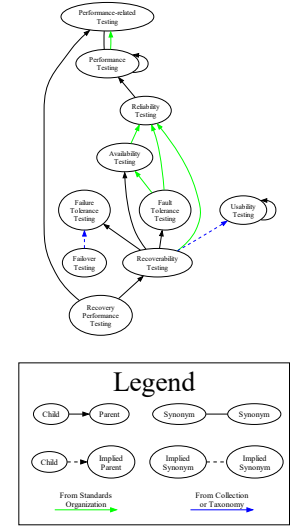 Performance-related
Testing
Performance
Testing
Reliability
Testing
Availability
Testing
Failure
Tolerance
Testing
Fault
Tolerance
Testing
Usability
Testing
Failover
Testing
Recoverability
Testing
Recovery
Performance
Testing
Legend
Child
Parent
Synonym
Synonym
Child
Implied
Parent
Implied
Synonym
Implied
Synonym
From Standards
Organization
From Collection
or Taxonomy